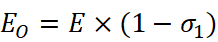 E_O = E × (1 − σ_1)